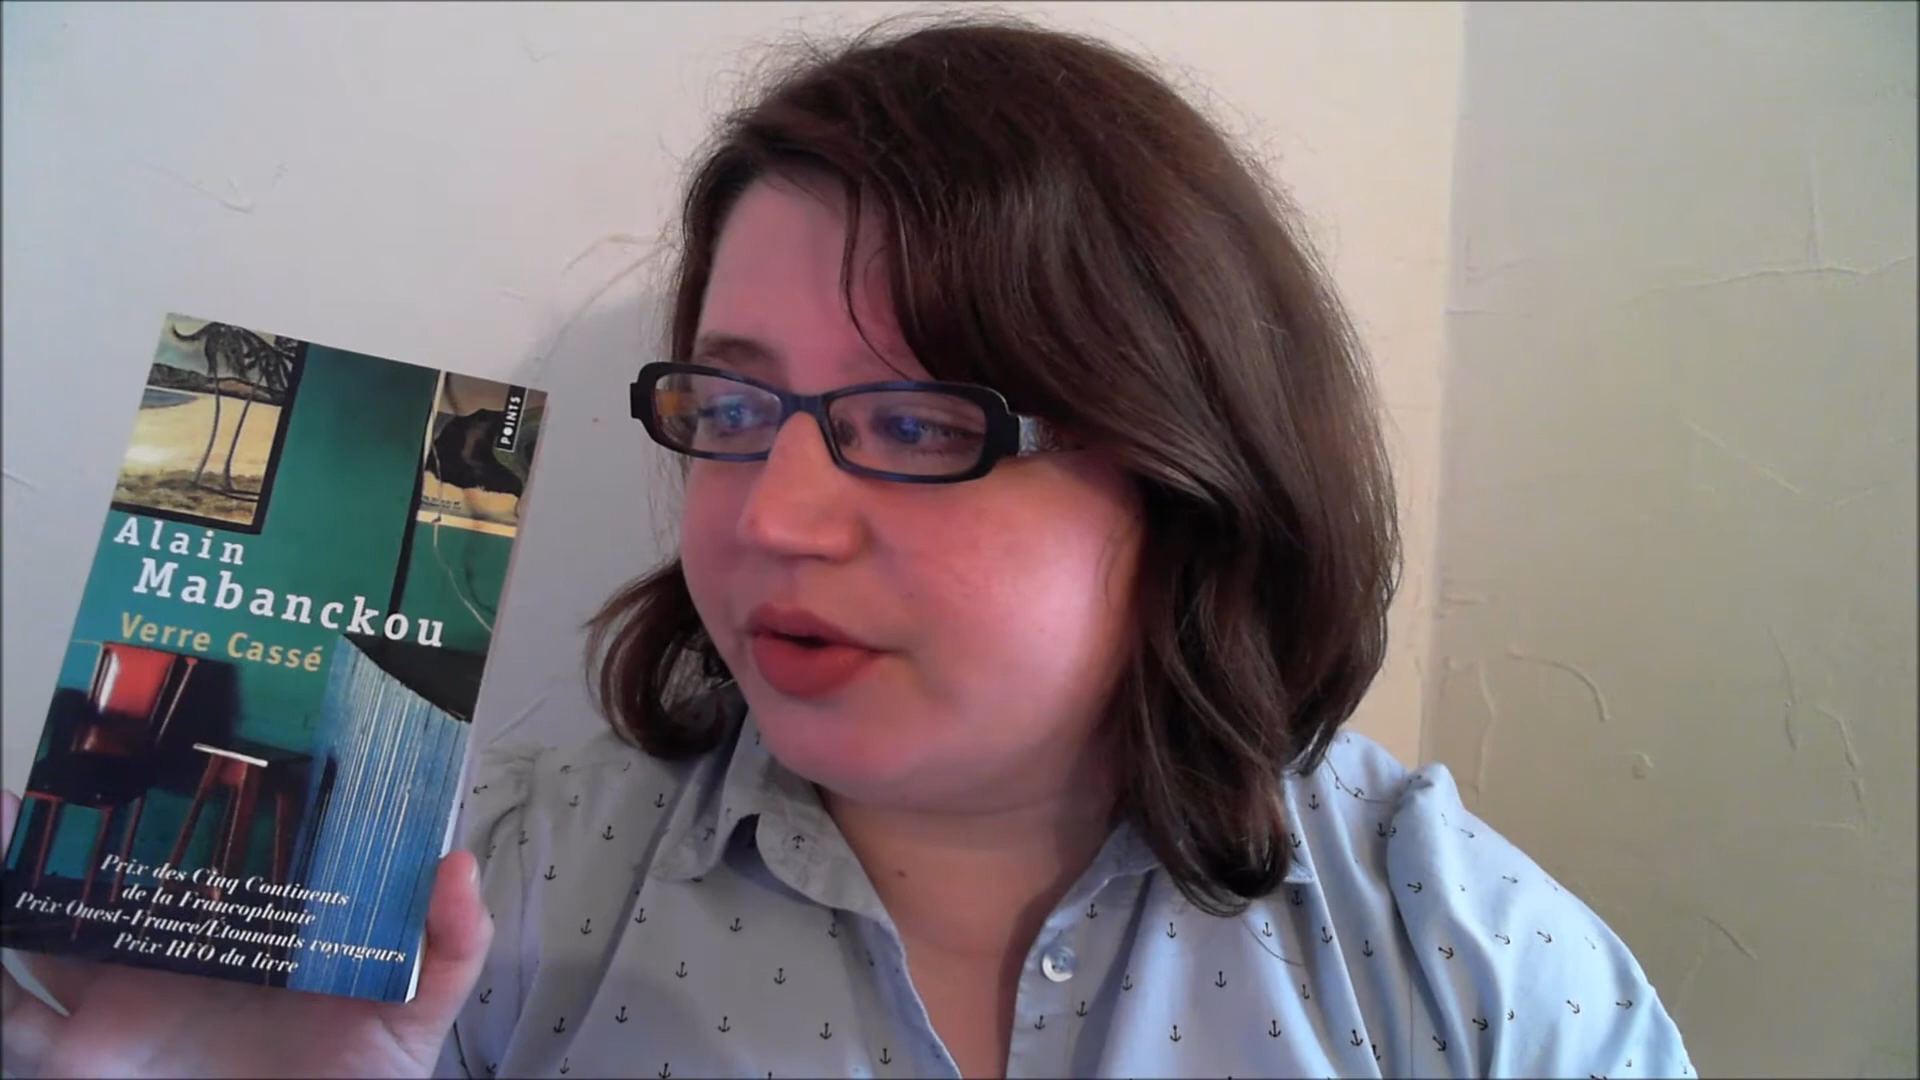 POINTS
Alain
Mabanckou
Verre Cassé
Prix des Cinq Continents
de la Francophonie
Prix Ouest-France/Étonnants voyageurs
Prix RFO du livre